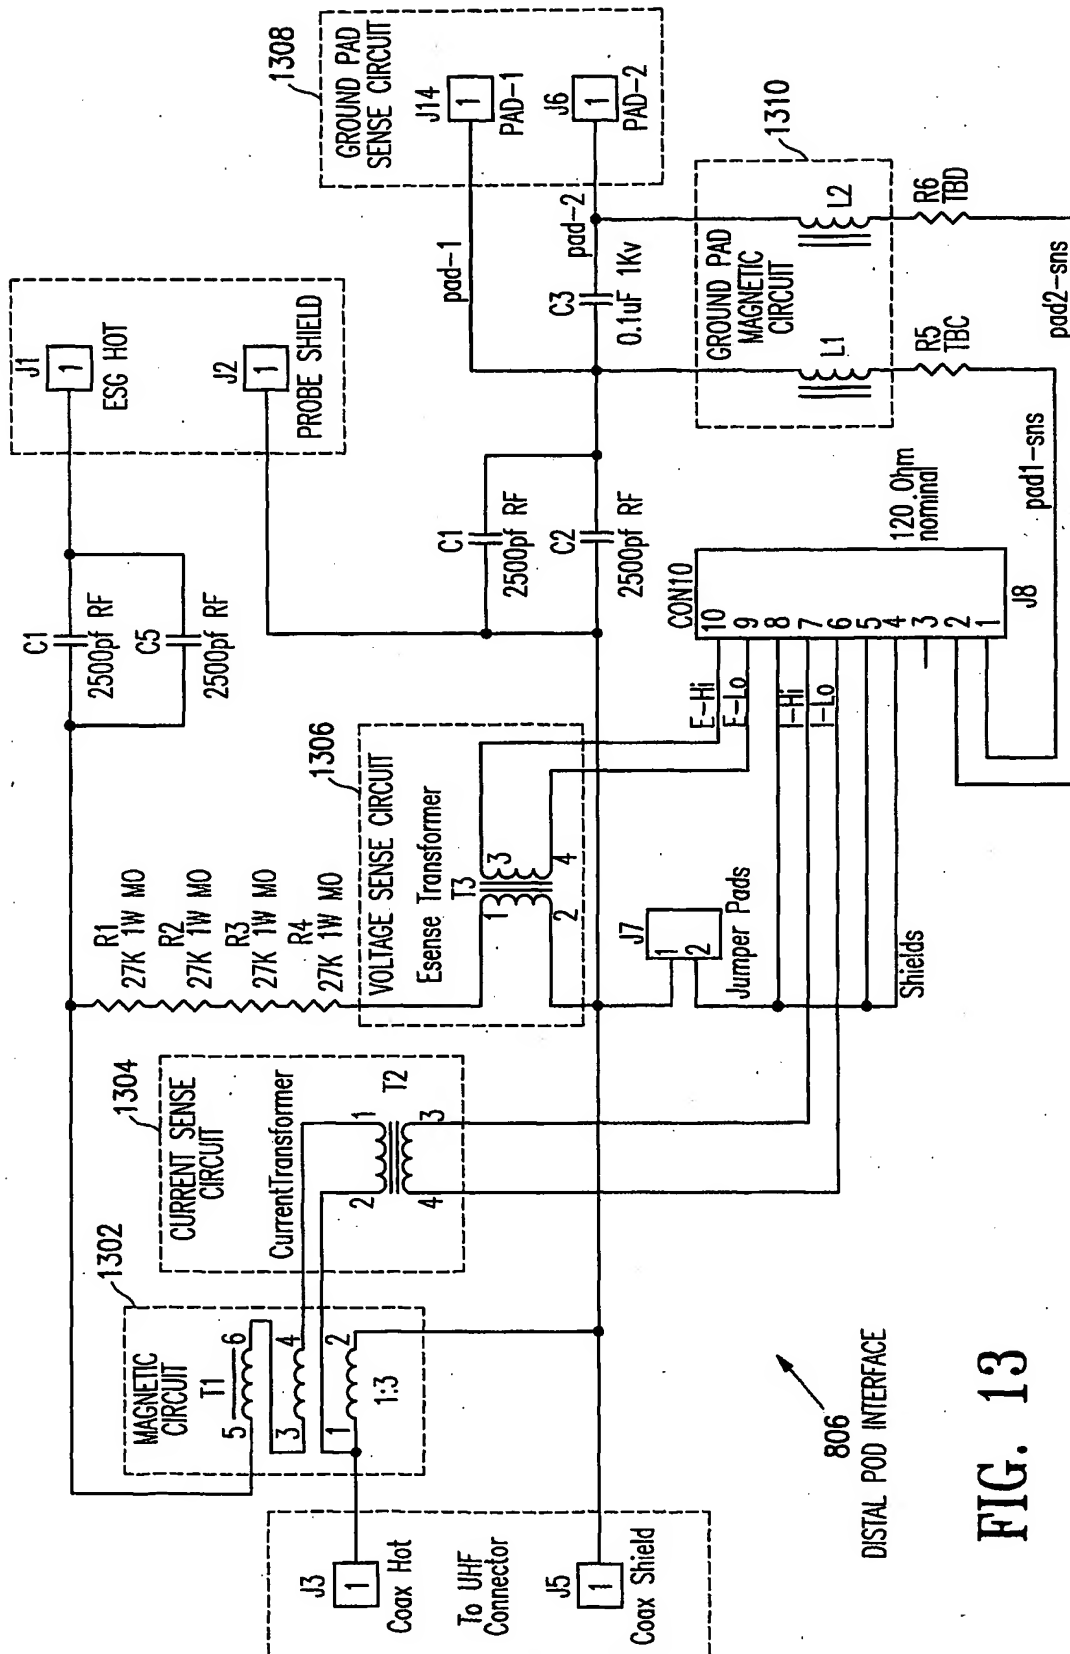 J3
1
Coax Hot
To UHF
Connector
J5
1
Coax Shield
1302
MAGNETIC
CIRCUIT
T1
5
6
3
4
1
2
1:3
1304
CURRENT SENSE
CIRCUIT
CurrentTransformer
T2
2
1
4
3
R1
27K 1W MO
R2
27K 1W MO
R3
27K 1W MO
R4
27K 1W MO
1306
VOLTAGE SENSE CIRCUIT
Esense Transformer
T3
1
3
2
4
J7
1
2
Jumper Pads
Shields
C1
2500pf RF
C5
2500pf RF
J1
1
ESG HOT
J2
1
PROBE SHIELD
C1
2500pf RF
C2
2500pf RF
E-Hi
E-Lo
I-Hi
I-Lo
CON10
10
9
8
7
6
5
4
3
2
1
J8
120 Ohm
nominal
1308
GROUND PAD
SENSE CIRCUIT
J14
1
PAD-1
J6
1
PAD-2
pad-1
pad-2
C3
0.1uF 1Kv
1310
GROUND PAD
MAGNETIC
CIRCUIT
L1
L2
R5
TBC
R6
TBD
pad1-sns
pad2-sns
806
DISTAL POD INTERFACE
FIG. 13